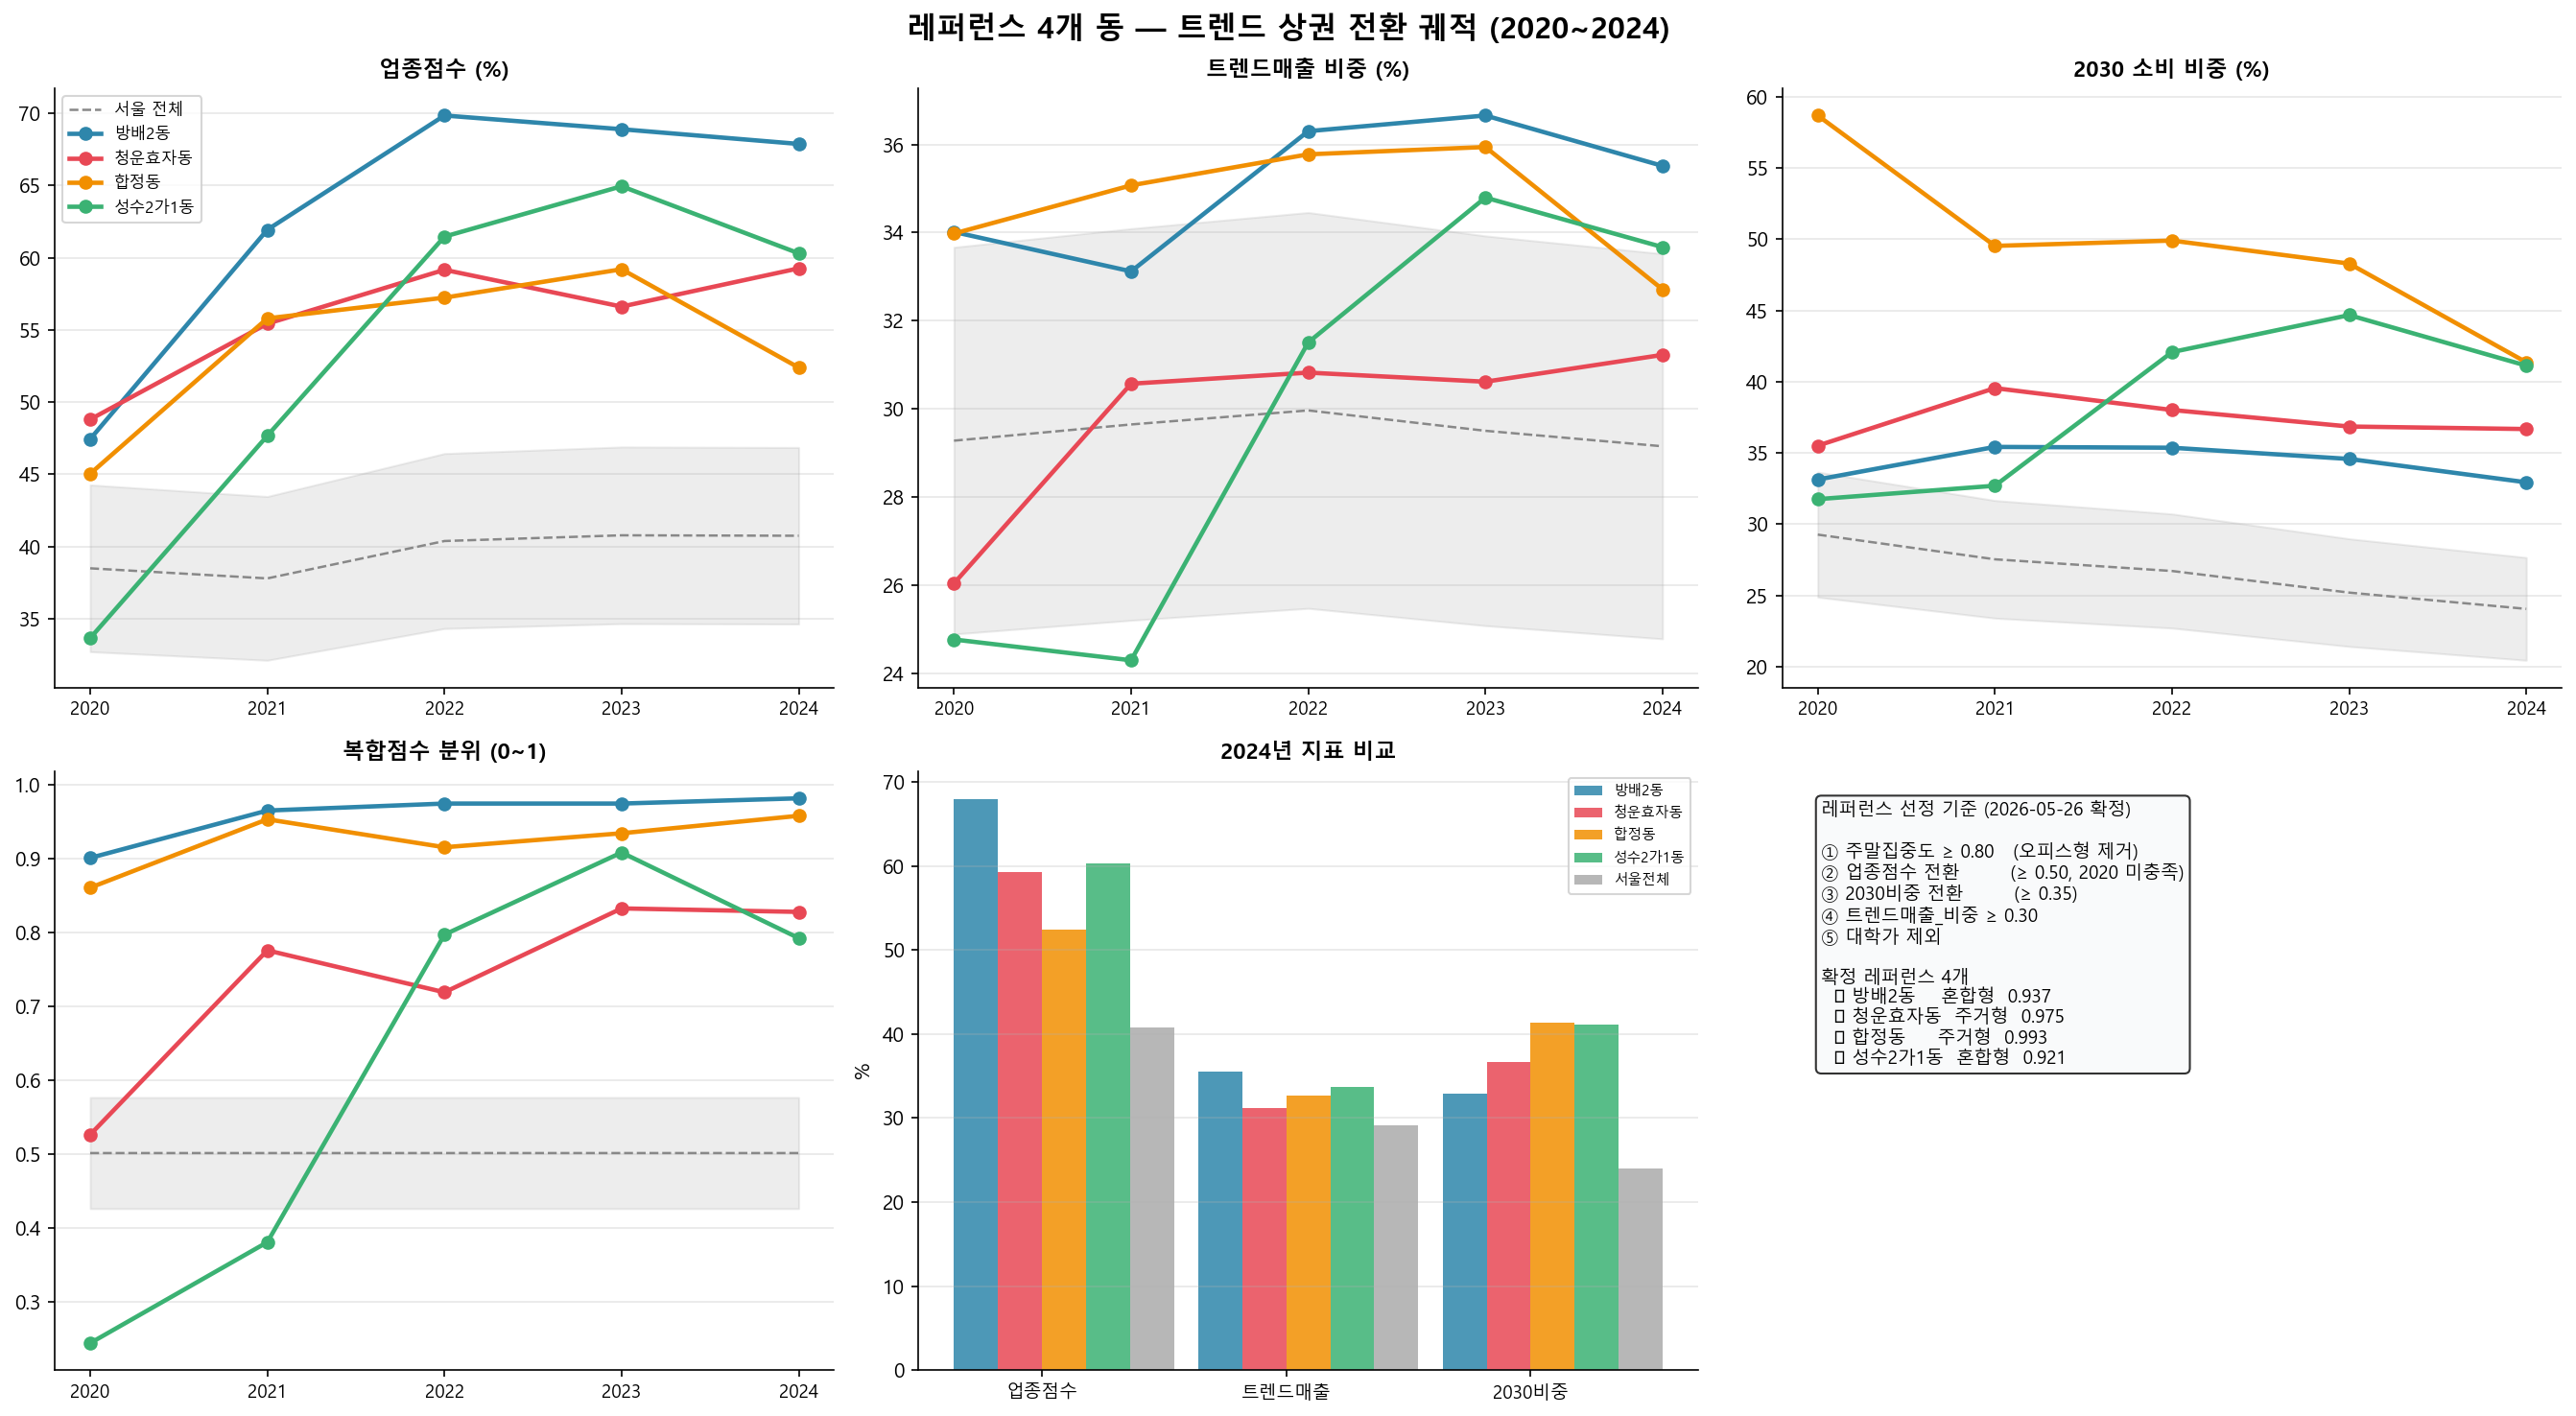 레퍼런스 4개 동 — 트렌드 상권 전환 궤적 (2020~2024)
업종점수 (%)
70
65
60
55
50
45
40
35
2020 2021 2022 2023 2024
서울 전체
방배2동
청운효자동
합정동
성수2가1동
트렌드매출 비중 (%)
36
34
32
30
28
26
24
2020 2021 2022 2023 2024
2030 소비 비중 (%)
60
55
50
45
40
35
30
25
20
2020 2021 2022 2023 2024
복합점수 분위 (0~1)
1.0
0.9
0.8
0.7
0.6
0.5
0.4
0.3
2020 2021 2022 2023 2024
2024년 지표 비교
%
70
60
50
40
30
20
10
0
업종점수 트렌드매출 2030비중
방배2동
청운효자동
합정동
성수2가1동
서울전체
레퍼런스 선정 기준 (2026-05-26 확정)
① 주말집중도 ≥ 0.80 (오피스형 제거)
② 업종점수 전환 (≥ 0.50, 2020 미충족)
③ 2030비중 전환 (≥ 0.35)
④ 트렌드매출_비중 ≥ 0.30
⑤ 대학가 제외
확정 레퍼런스 4개
▯ 방배2동 혼합형 0.937
▯ 청운효자동 주거형 0.975
▯ 합정동 주거형 0.993
▯ 성수2가1동 혼합형 0.921